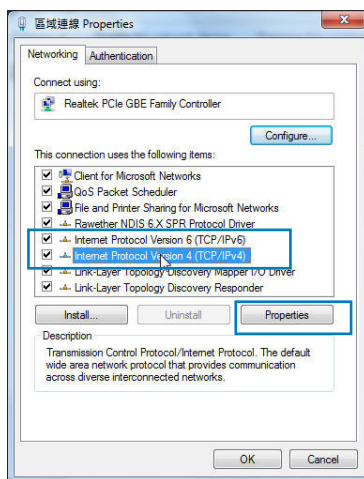 區域連線 Properties
Networking
Authentication
Connect using:
Realtek PCIe GBE Family Controller
Configure...
This connection uses the following items:
Client for Microsoft Networks
QoS Packet Scheduler
File and Printer Sharing for Microsoft Networks
Rawether NDIS 6.X SPR Protocol Driver
Internet Protocol Version 6 (TCP/IPv6)
Internet Protocol Version 4 (TCP/IPv4)
Link-Layer Topology Discovery Mapper I/O Driver
Link-Layer Topology Discovery Responder
Install...
Uninstall
Properties
Description
Transmission Control Protocol/Internet Protocol. The default
wide area network protocol that provides communication
across diverse interconnected networks.
OK
Cancel